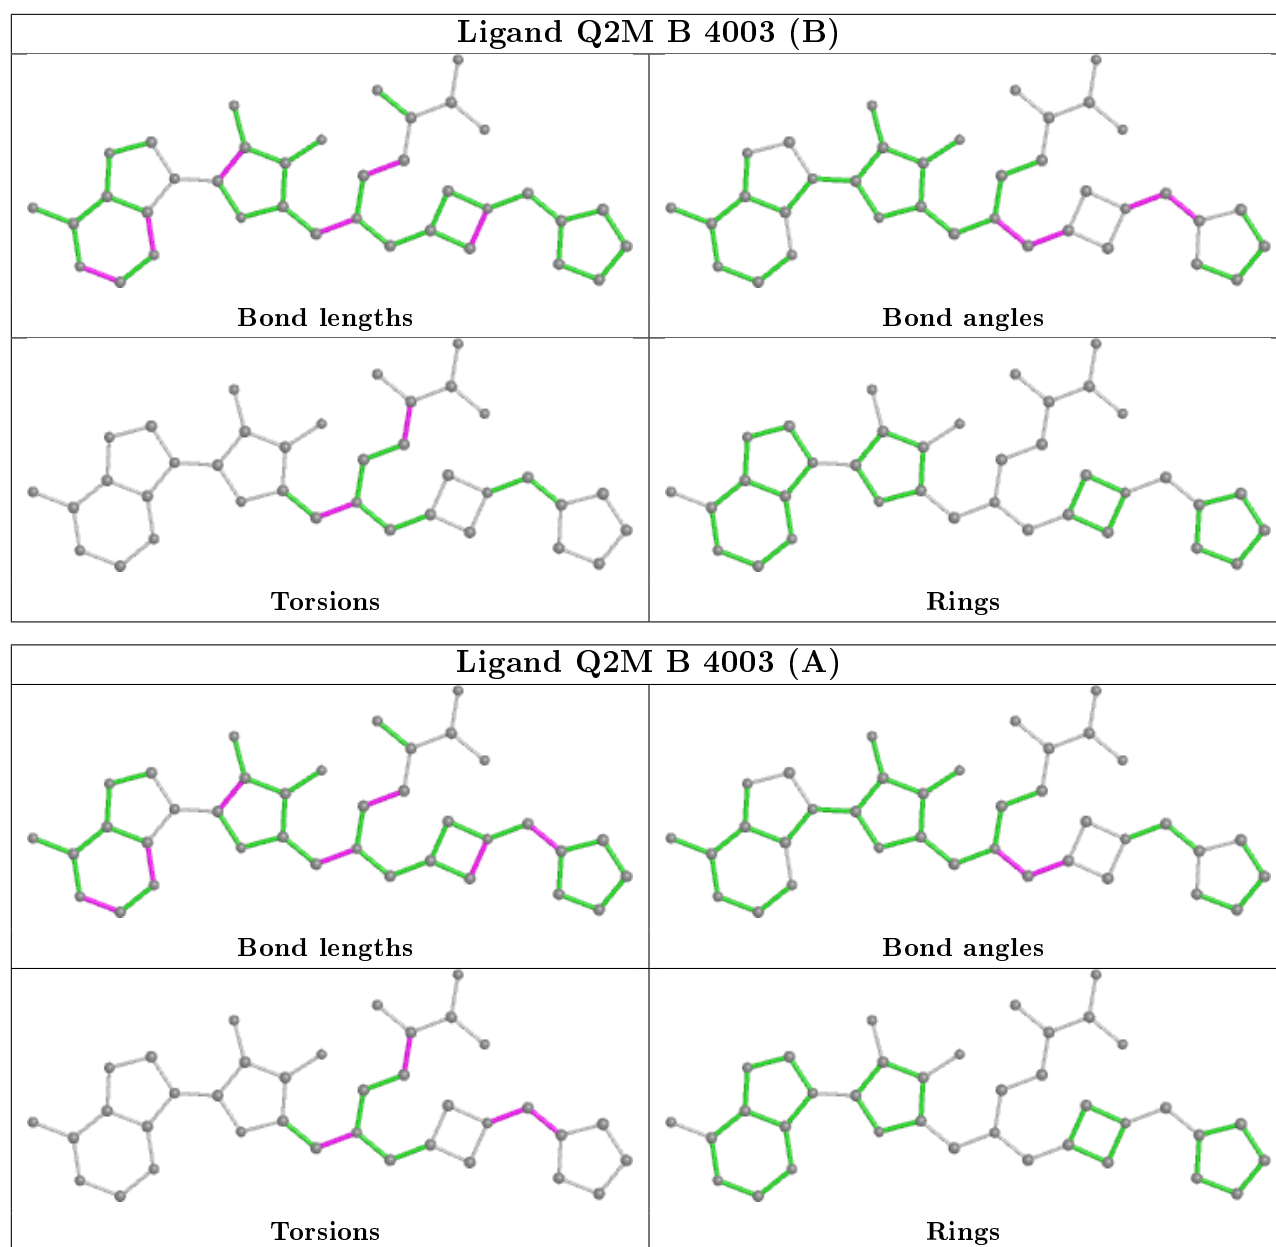 Ligand Q2M B 4003 (B)
Bond lengths
Bond angles
Torsions
Rings
Ligand Q2M B 4003 (A)
Bond lengths
Bond angles
Torsions
Rings